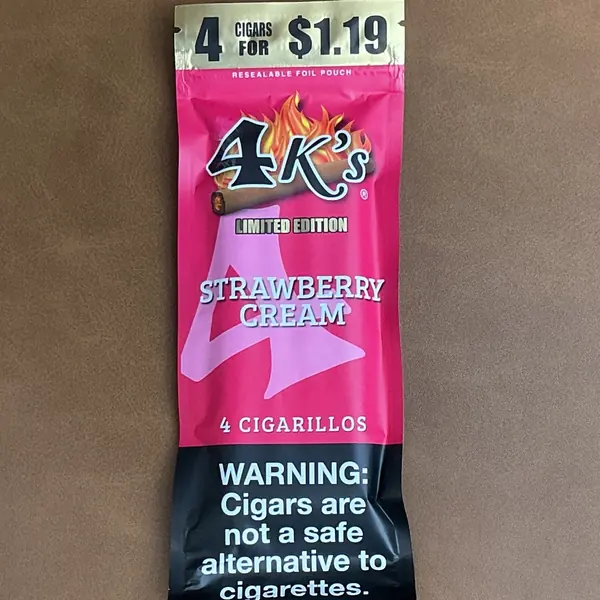 4 CIGARS FOR $1.19
RESEALABLE FOIL POUCH
4K's®
LIMITED EDITION
4
STRAWBERRY
CREAM
4 CIGARILLOS
WARNING:
Cigars are
not a safe
alternative to
cigarettes.